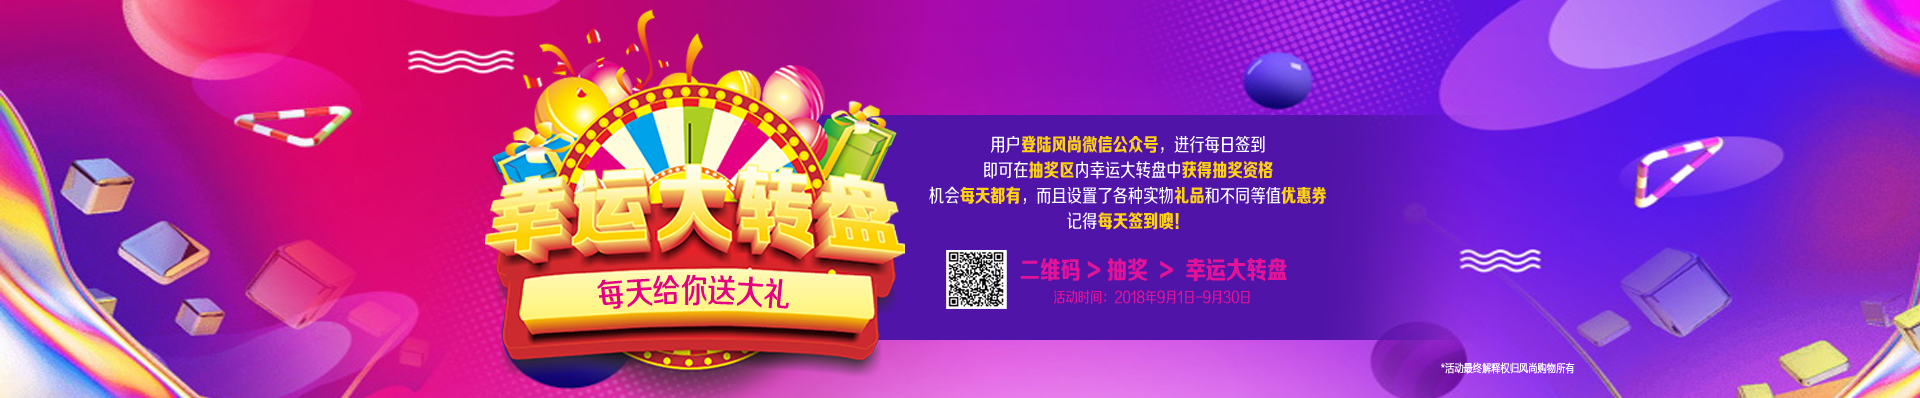 幸运大转盘
每天给你送大礼
用户登陆风尚微信公众号，进行每日签到
即可在抽奖区内幸运大转盘中获得抽奖资格
机会每天都有，而且设置了各种实物礼品和不同等值优惠券
记得每天签到噢！
二维码 > 抽奖 > 幸运大转盘
活动时间：2018年9月1日-9月30日
*活动最终解释权归风尚购物所有